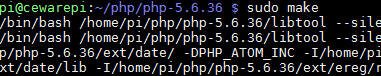 pi@cewarepi:~/php/php-5.6.36 $ sudo make
/bin/bash /home/pi/php/php-5.6.36/libtool --sile
/bin/bash /home/pi/php/php-5.6.36/libtool --sile
p/php-5.6.36/ext/date/ -DPHP_ATOM_INC -I/home/pi
xt/date/lib -I/home/pi/php/php-5.6.36/ext/ereg/r